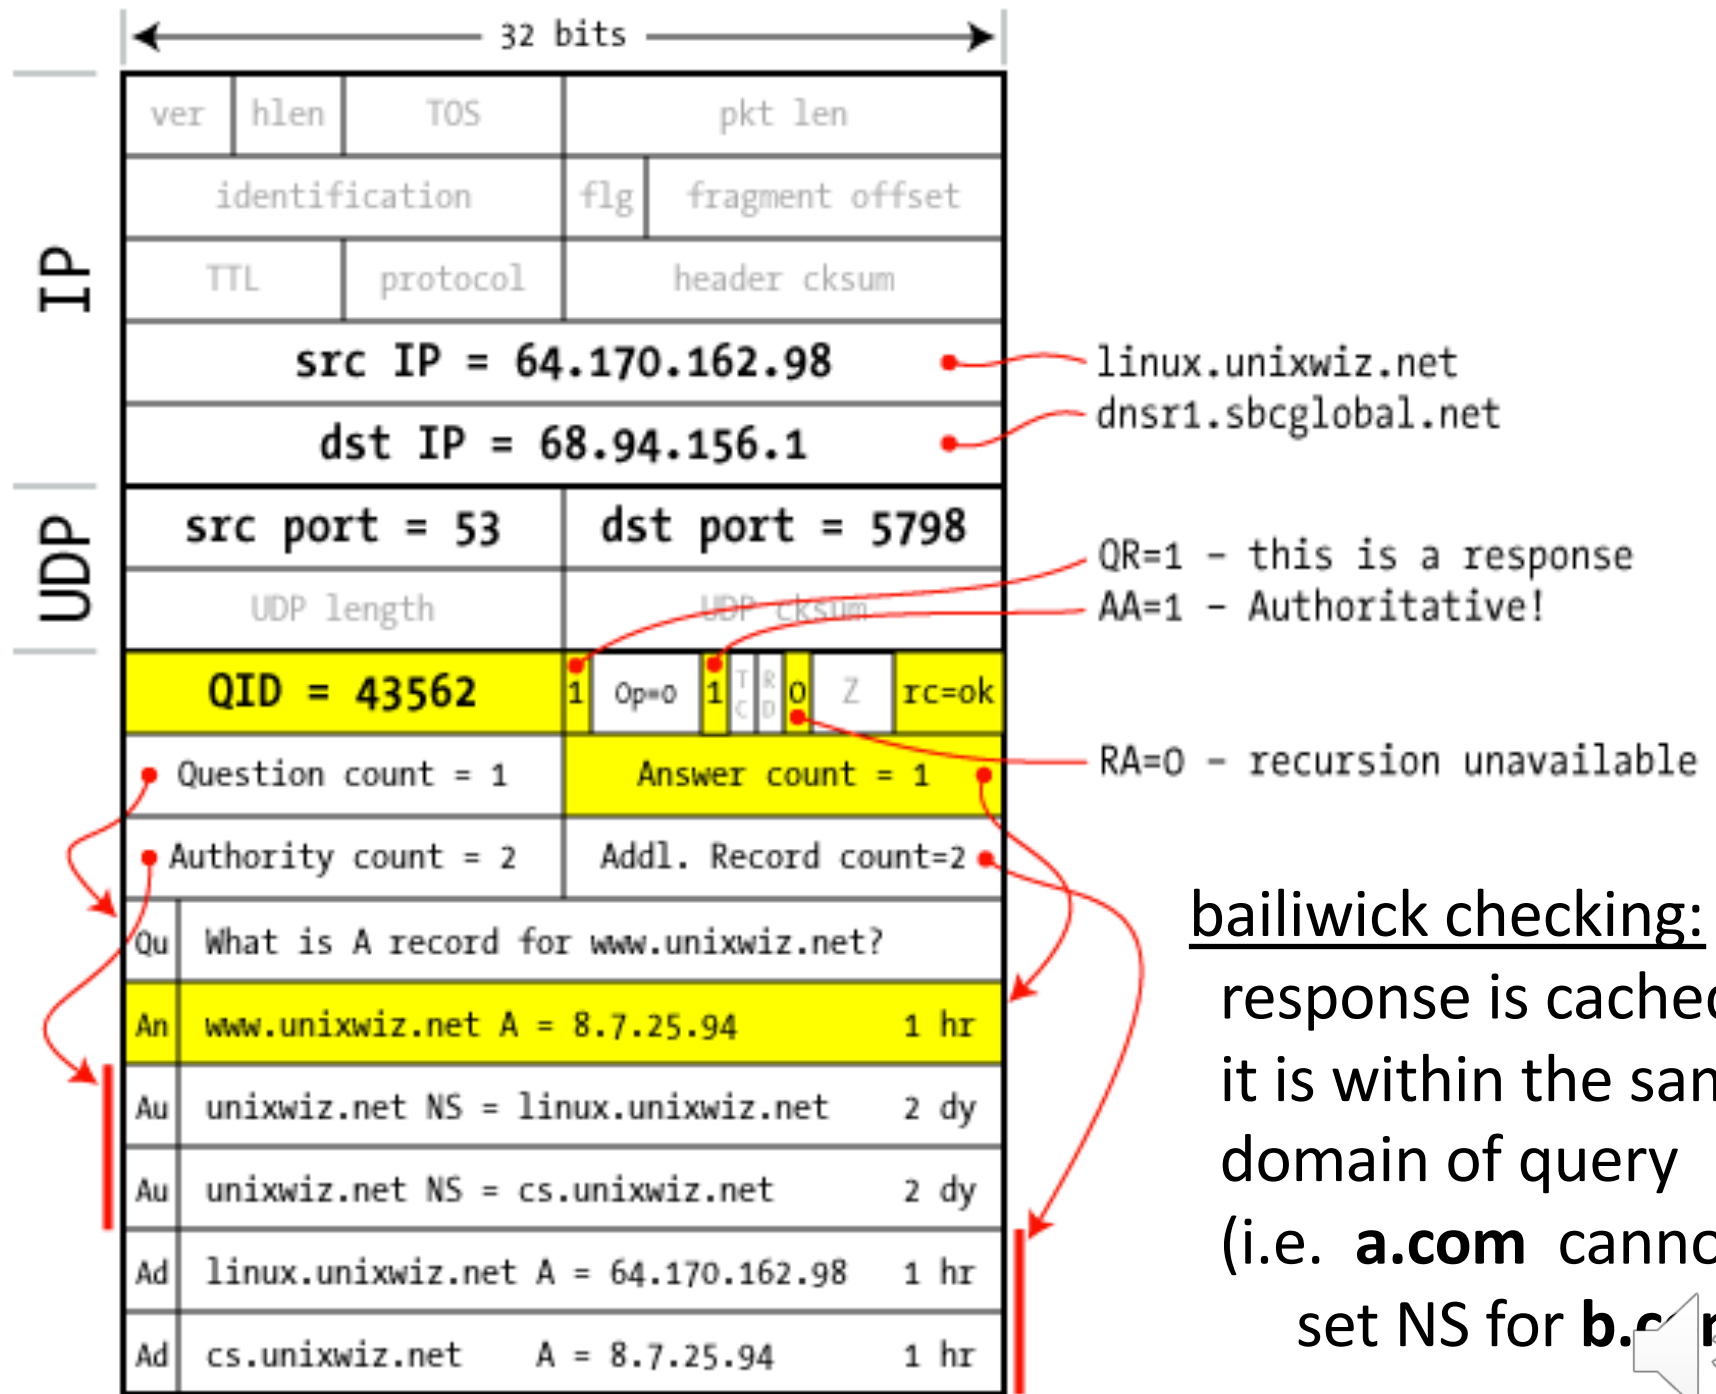 32 bits
IP
ver hlen TOS pkt len
identification flg fragment offset
TTL protocol header cksum
src IP = 64.170.162.98
linux.unixwiz.net
dst IP = 68.94.156.1
dnsr1.sbcglobal.net
UDP
src port = 53 dst port = 5798
UDP length UDP cksum
QR=1 – this is a response
AA=1 – Authoritative!
QID = 43562 1 Op=0 1 TC RD 0 Z rc=ok
RA=0 – recursion unavailable
Question count = 1 Answer count = 1
Authority count = 2 Addl. Record count=2
Qu What is A record for www.unixwiz.net?
An www.unixwiz.net A = 8.7.25.94 1 hr
Au unixwiz.net NS = linux.unixwiz.net 2 dy
Au unixwiz.net NS = cs.unixwiz.net 2 dy
Ad linux.unixwiz.net A = 64.170.162.98 1 hr
Ad cs.unixwiz.net A = 8.7.25.94 1 hr
bailiwick checking:
response is
it is within the
domain of query
(i.e. a.com
set NS for